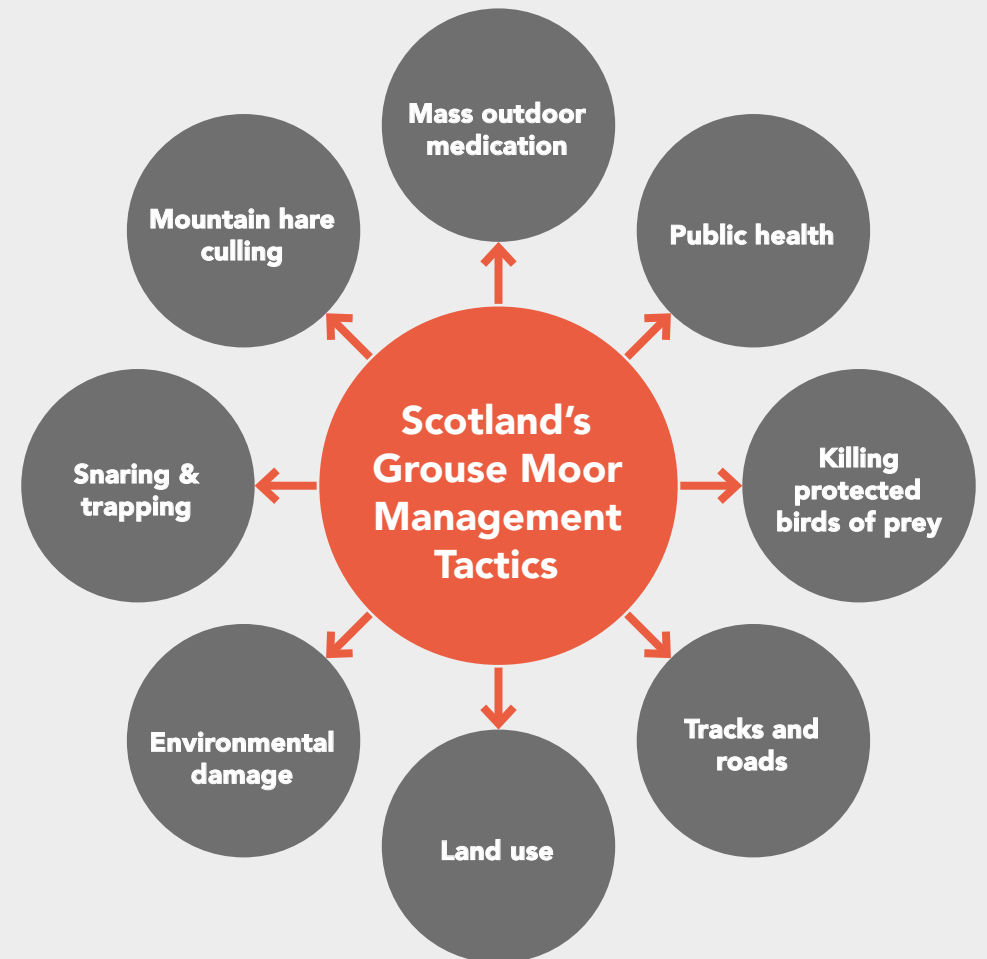 Mass outdoor
medication
Public health
Killing
protected
birds of prey
Tracks and
roads
Land use
Environmental
damage
Snaring &
trapping
Mountain hare
culling
Scotland's
Grouse Moor
Management
Tactics